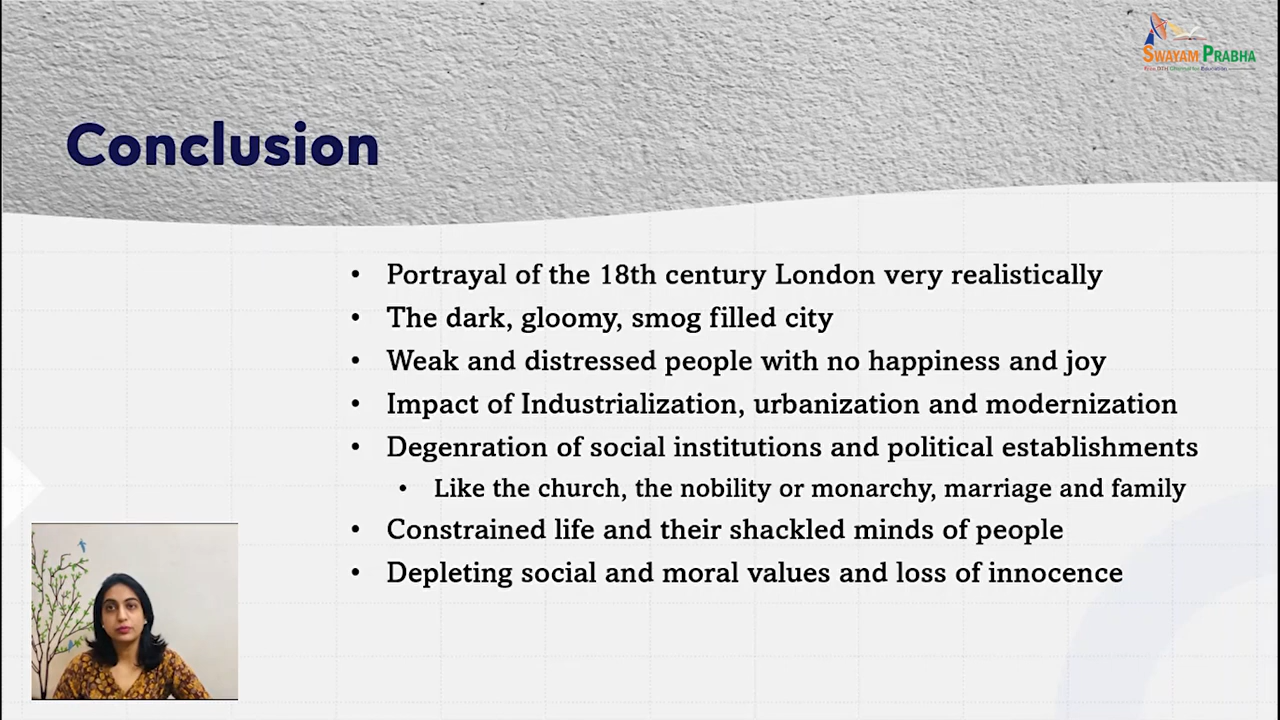 SWAYAM PRABHA
Conclusion
• Portrayal of the 18th century London very realistically
• The dark, gloomy, smog filled city
• Weak and distressed people with no happiness and joy
• Impact of Industrialization, urbanization and modernization
• Degenration of social institutions and political establishments
• Like the church, the nobility or monarchy, marriage and family
• Constrained life and their shackled minds of people
• Depleting social and moral values and loss of innocence